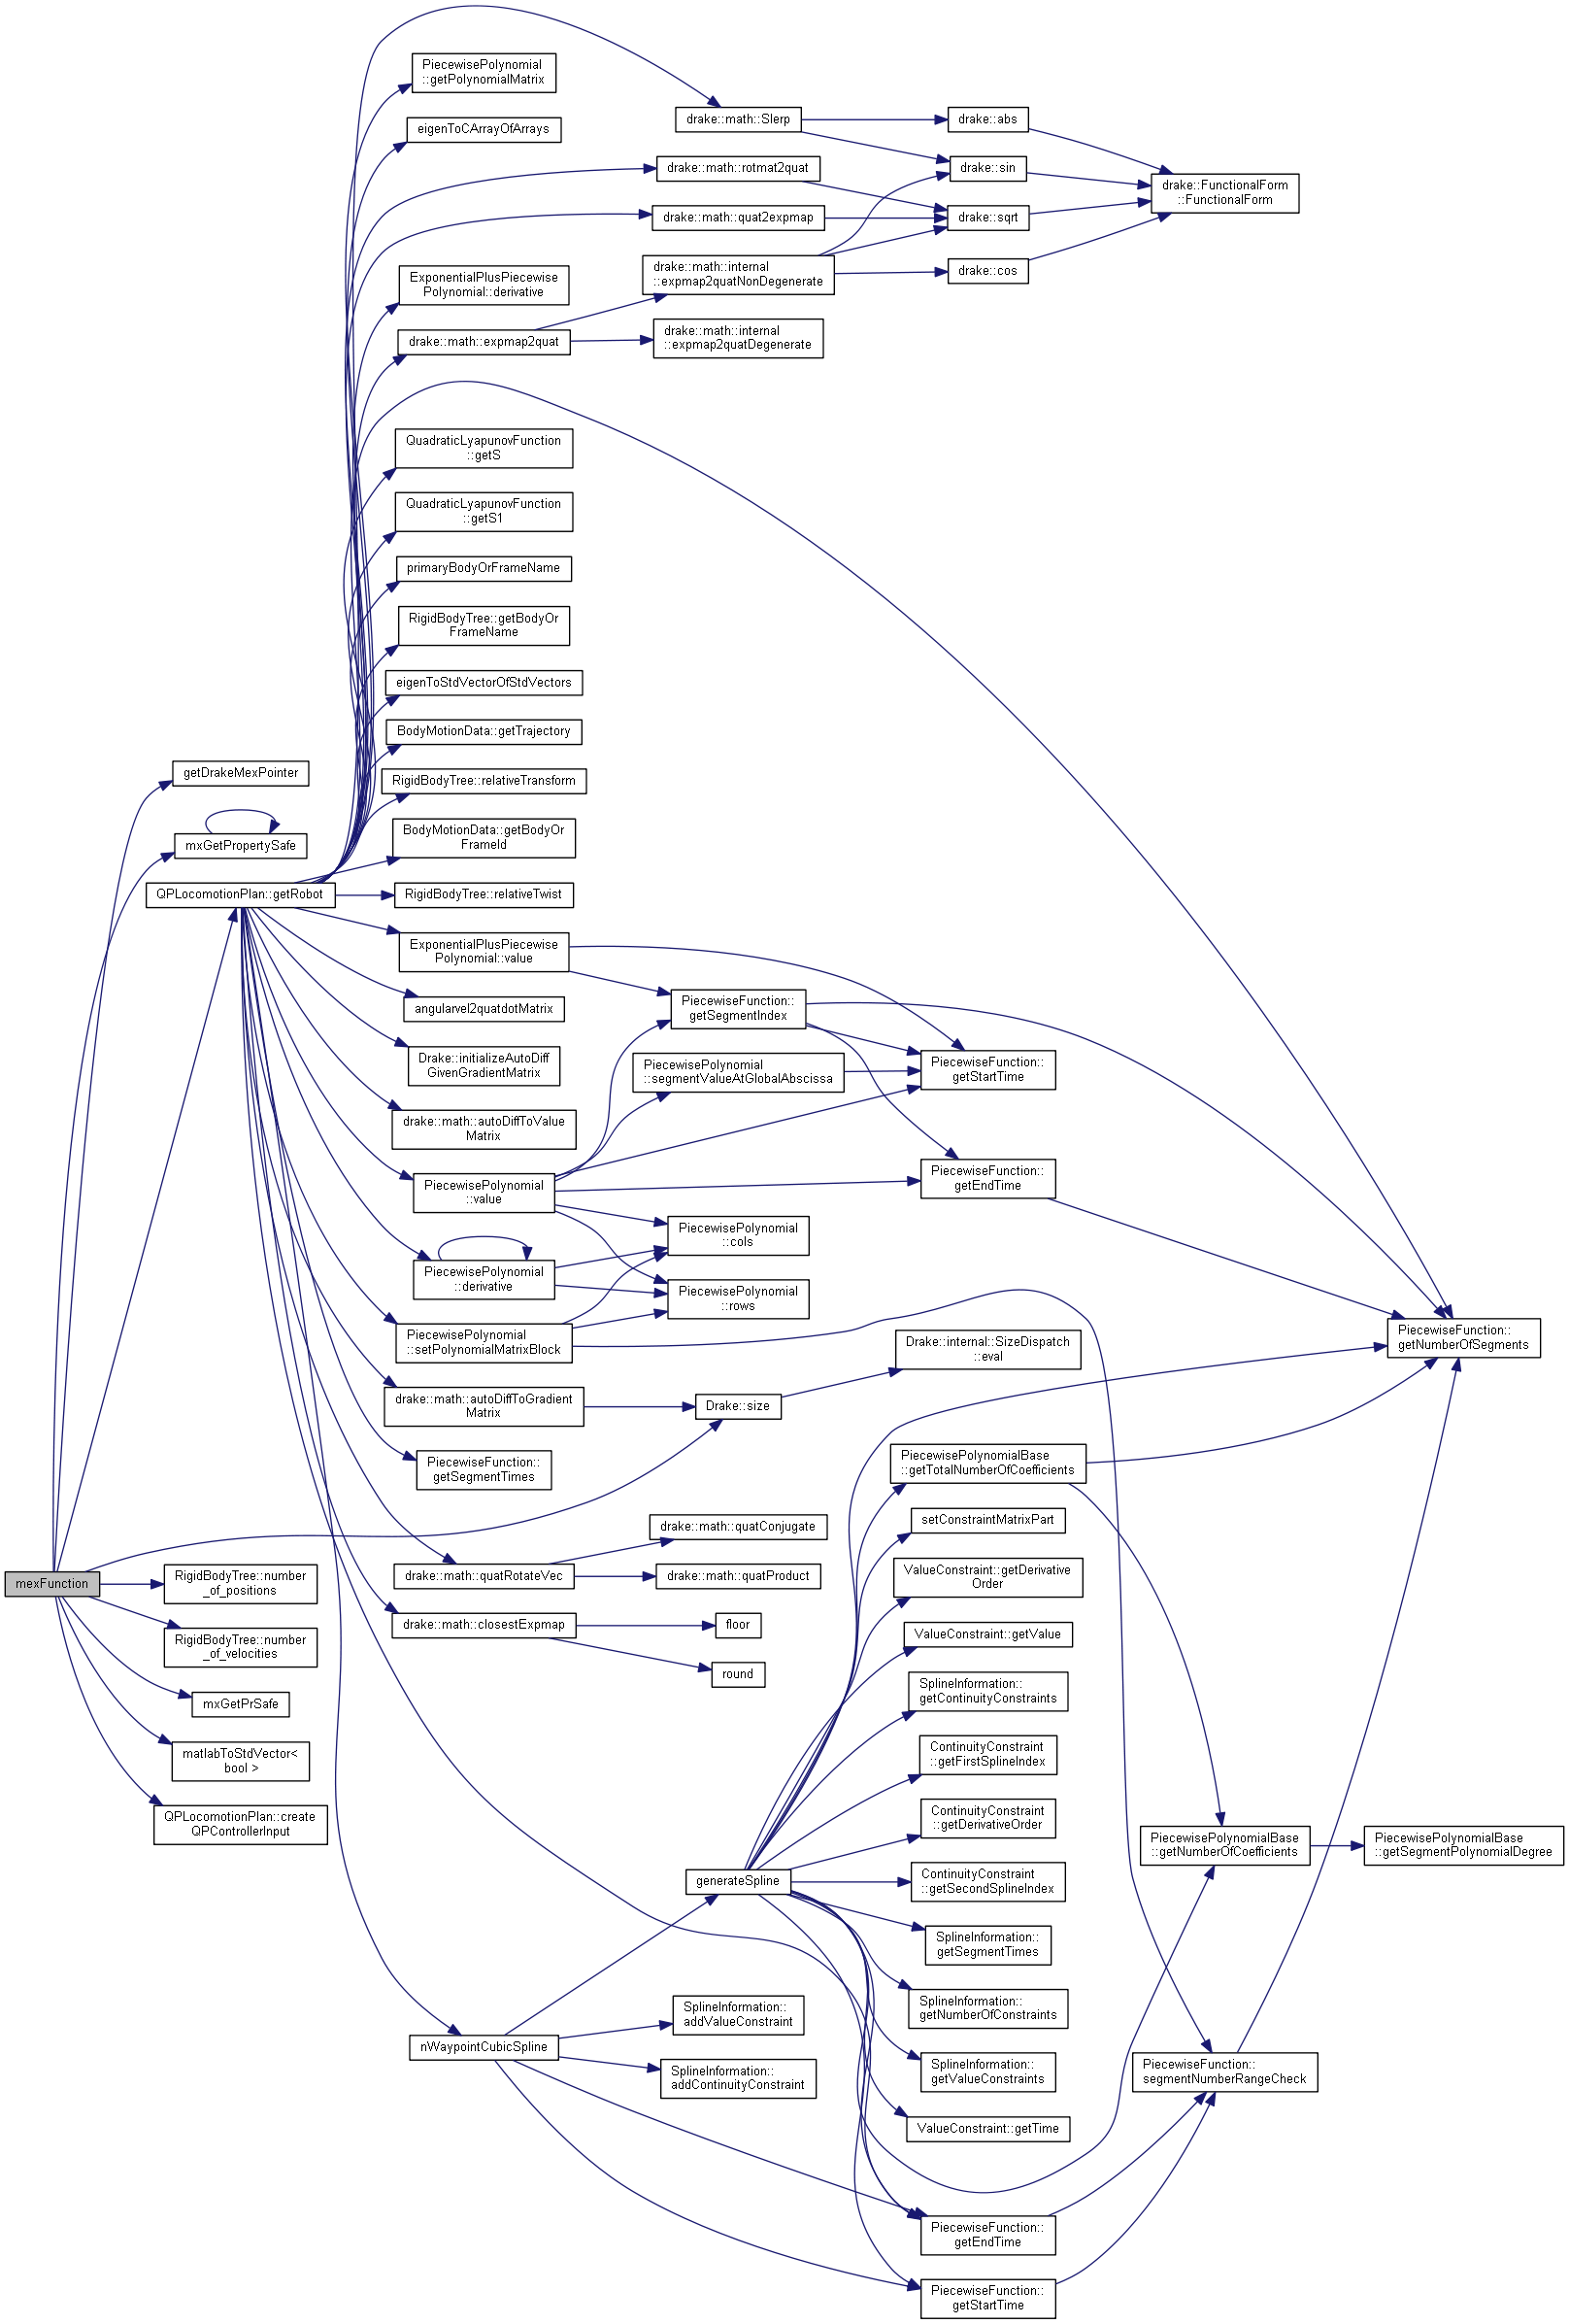 PiecewisePolynomial
::getPolynomialMatrix
eigenToCArrayOfArrays
drake::math::Slerp
drake::abs
drake::math::rotmat2quat
drake::sin
drake::FunctionalForm
::FunctionalForm
drake::math::quat2expmap
drake::sqrt
drake::math::internal
::expmap2quatNonDegenerate
drake::cos
ExponentialPlusPiecewise
Polynomial::derivative
drake::math::expmap2quat
drake::math::internal
::expmap2quatDegenerate
QuadraticLyapunovFunction
::getS
QuadraticLyapunovFunction
::getS1
primaryBodyOrFrameName
RigidBodyTree::getBodyOr
FrameName
eigenToStdVectorOfStdVectors
BodyMotionData::getTrajectory
getDrakeMexPointer
RigidBodyTree::relativeTransform
mxGetPropertySafe
BodyMotionData::getBodyOr
FrameId
QPLocomotionPlan::getRobot
RigidBodyTree::relativeTwist
ExponentialPlusPiecewise
Polynomial::value
angularvel2quatdotMatrix
PiecewiseFunction::
getSegmentIndex
Drake::initializeAutoDiff
GivenGradientMatrix
PiecewisePolynomial
::segmentValueAtGlobalAbscissa
PiecewiseFunction::
getStartTime
drake::math::autoDiffToValue
Matrix
PiecewisePolynomial
::value
PiecewiseFunction::
getEndTime
PiecewisePolynomial
::cols
PiecewisePolynomial
::derivative
PiecewisePolynomial
::rows
PiecewisePolynomial
::setPolynomialMatrixBlock
Drake::internal::SizeDispatch
::eval
PiecewiseFunction::
getNumberOfSegments
drake::math::autoDiffToGradient
Matrix
Drake::size
PiecewiseFunction::
getSegmentTimes
PiecewisePolynomialBase
::getTotalNumberOfCoefficients
setConstraintMatrixPart
drake::math::quatConjugate
mexFunction
RigidBodyTree::number
_of_positions
drake::math::quatRotateVec
drake::math::quatProduct
ValueConstraint::getDerivative
Order
RigidBodyTree::number
_of_velocities
drake::math::closestExpmap
floor
ValueConstraint::getValue
round
mxGetPrSafe
SplineInformation::
getContinuityConstraints
matlabToStdVector<
bool >
ContinuityConstraint
::getFirstSplineIndex
QPLocomotionPlan::create
QPControllerInput
ContinuityConstraint
::getDerivativeOrder
PiecewisePolynomialBase
::getNumberOfCoefficients
PiecewisePolynomialBase
::getSegmentPolynomialDegree
generateSpline
ContinuityConstraint
::getSecondSplineIndex
SplineInformation::
getSegmentTimes
SplineInformation::
getNumberOfConstraints
SplineInformation::
addValueConstraint
nWaypointCubicSpline
SplineInformation::
addContinuityConstraint
SplineInformation::
getValueConstraints
PiecewiseFunction::
segmentNumberRangeCheck
ValueConstraint::getTime
PiecewiseFunction::
getEndTime
PiecewiseFunction::
getStartTime